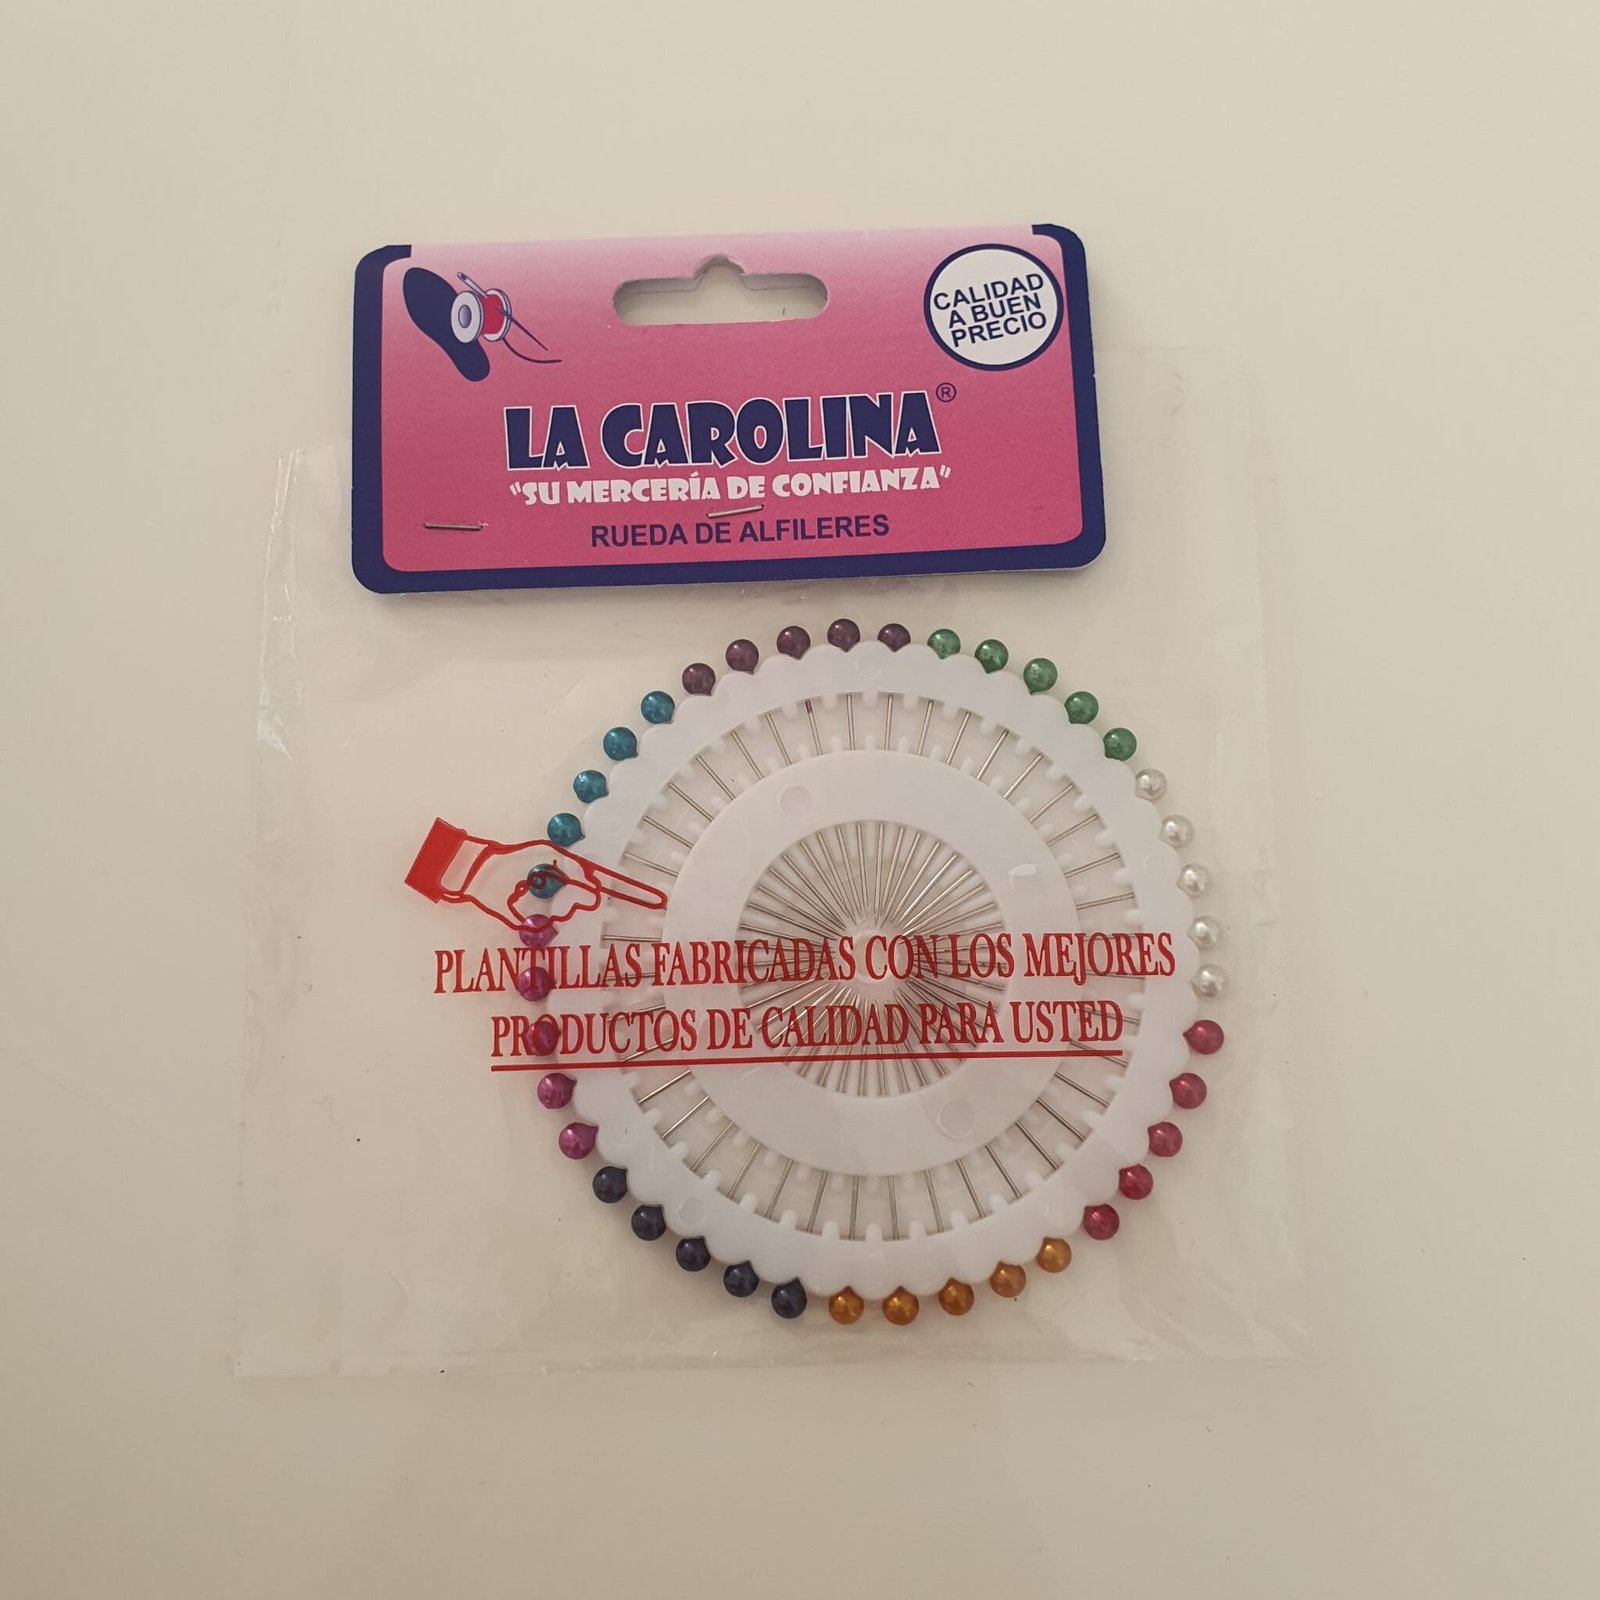 CALIDAD
A BUEN
PRECIO
LA CAROLINA®
"SU MERCERÍA DE CONFIANZA"
RUEDA DE ALFILERES
PLANTILLAS FABRICADAS CON LOS MEJORES
PRODUCTOS DE CALIDAD PARA USTED